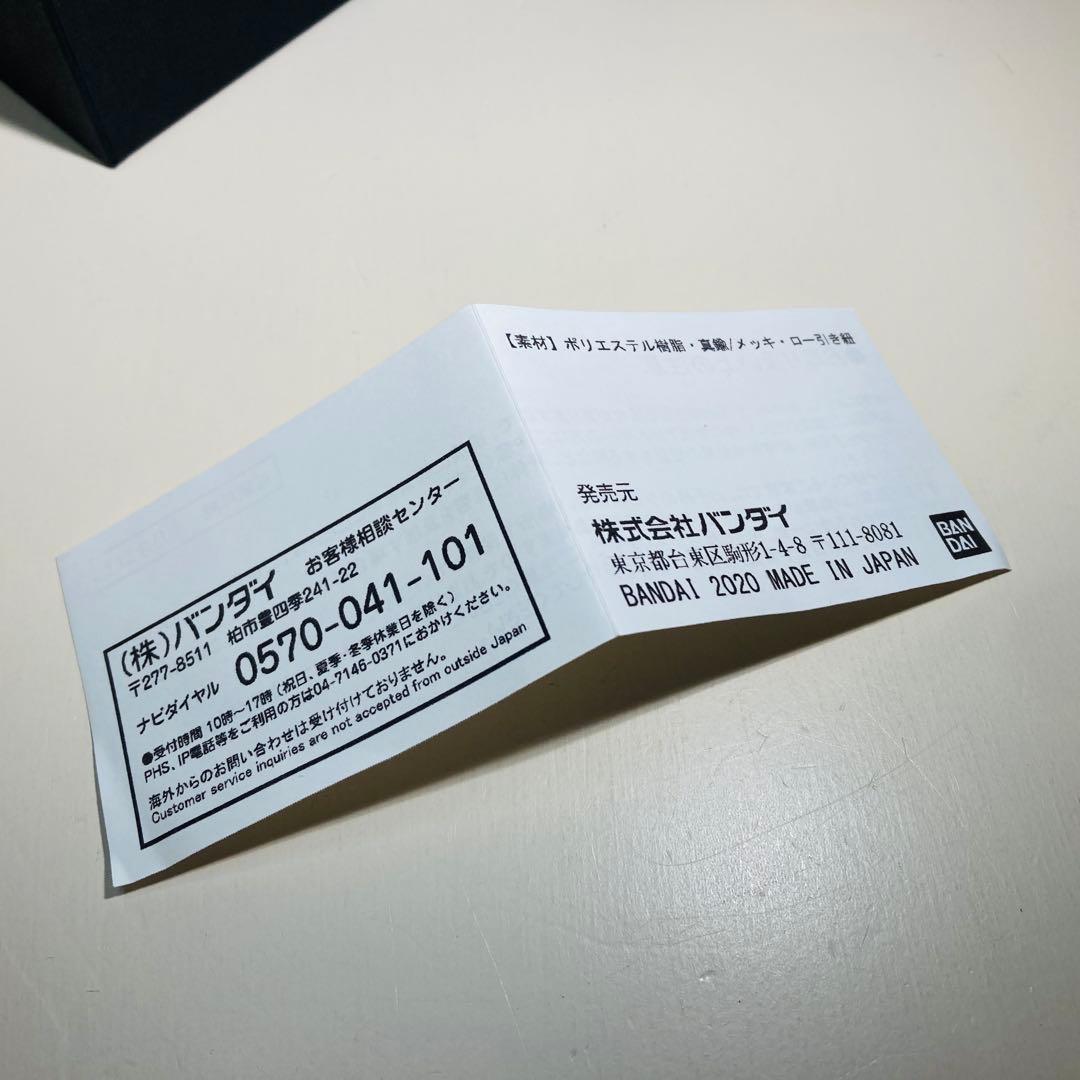 (株)バンダイ お客様相談センター
〒277-8511 柏市豊四季241-22
ナビダイヤル 0570-041-101
●受付時間 10時～17時(祝日、夏季・冬季休業日を除く)
PHS、IP電話等をご利用の方は04-7146-0371におかけください。
海外からのお問い合わせは受け付けておりません。
Customer service inquiries are not accepted from outside Japan
【素材】ポリエステル樹脂・真鍮/メッキ・ロー引き紐
発売元
株式会社バンダイ
東京都台東区駒形1-4-8 〒111-8081
BANDAI 2020 MADE IN JAPAN
BAN
DAI